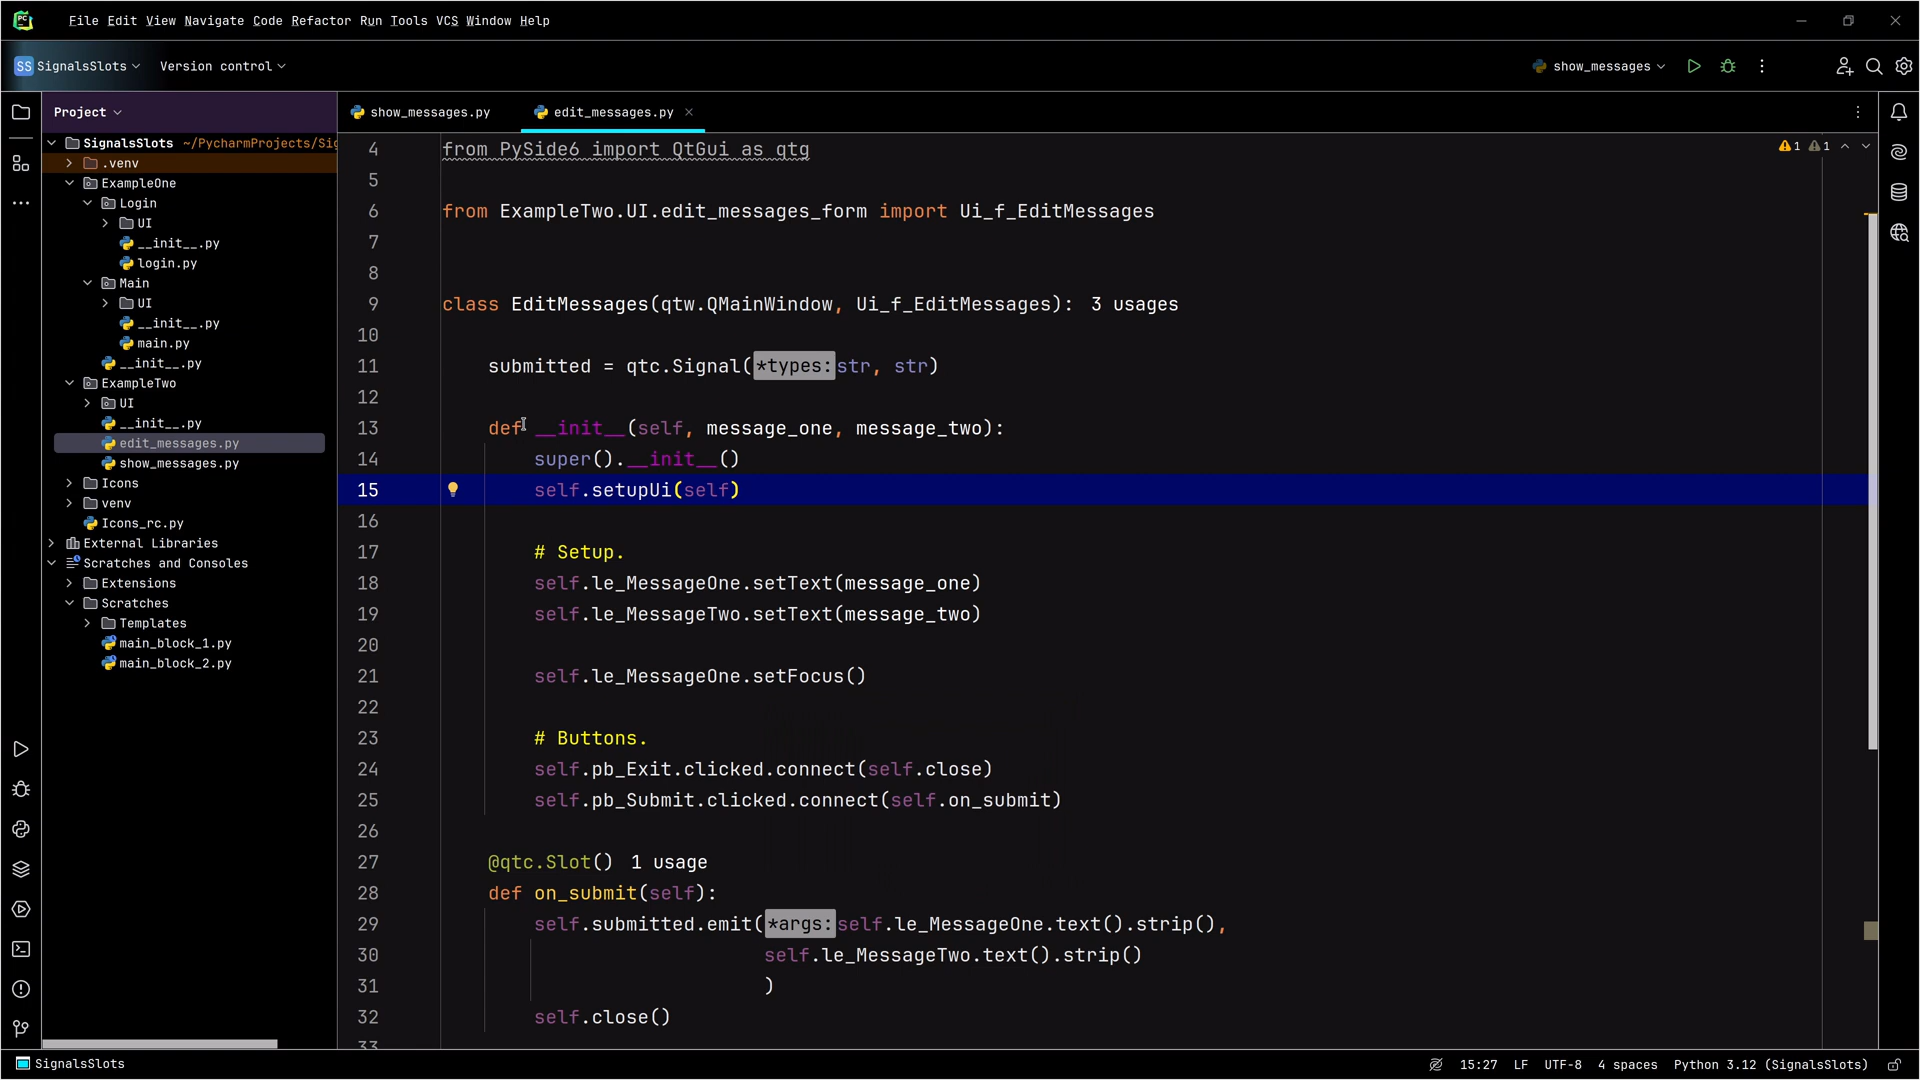 File Edit View Navigate Code Refactor Run Tools VCS Window Help
SS SignalsSlots Version control show_messages
Project show_messages.py edit_messages.py
SignalsSlots ~/PycharmProjects/Sig
.venv
ExampleOne
Login
UI
__init__.py
login.py
Main
UI
__init__.py
main.py
__init__.py
ExampleTwo
UI
__init__.py
edit_messages.py
show_messages.py
Icons
venv
Icons_rc.py
External Libraries
Scratches and Consoles
Extensions
Scratches
Templates
main_block_1.py
main_block_2.py
4 from PySide6 import QtGui as qtg
1 1
5
6 from ExampleTwo.UI.edit_messages_form import Ui_f_EditMessages
7
8
9 class EditMessages(qtw.QMainWindow, Ui_f_EditMessages): 3 usages
10
11 submitted = qtc.Signal(*types: str, str)
12
13 def __init__(self, message_one, message_two):
14 super().__init__()
15 self.setupUi(self)
16
17 # Setup.
18 self.le_MessageOne.setText(message_one)
19 self.le_MessageTwo.setText(message_two)
20
21 self.le_MessageOne.setFocus()
22
23 # Buttons.
24 self.pb_Exit.clicked.connect(self.close)
25 self.pb_Submit.clicked.connect(self.on_submit)
26
27 @qtc.Slot() 1 usage
28 def on_submit(self):
29 self.submitted.emit(*args: self.le_MessageOne.text().strip(),
30 self.le_MessageTwo.text().strip()
31 )
32 self.close()
33
SignalsSlots 15:27 LF UTF-8 4 spaces Python 3.12 (SignalsSlots)